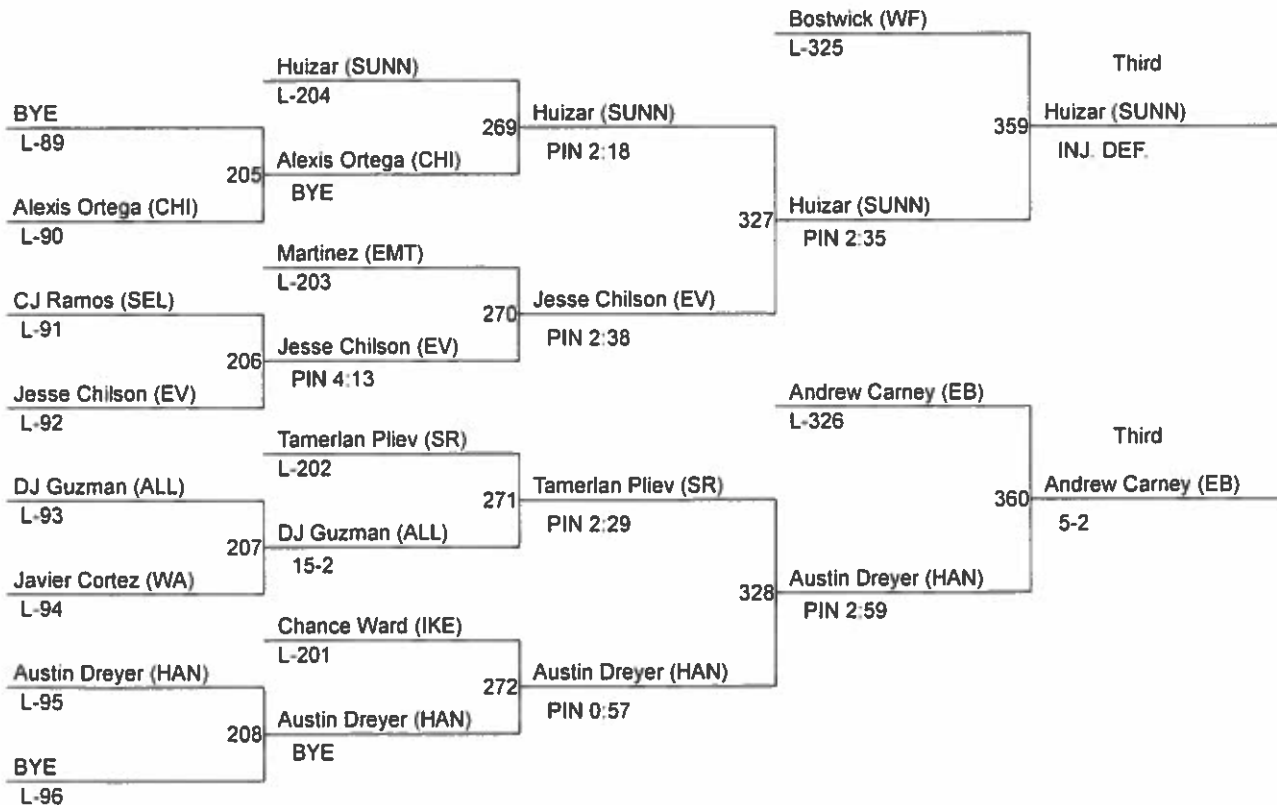 BYE
L-89
Alexis Ortega (CHI)
L-90
CJ Ramos (SEL)
L-91
Jesse Chilson (EV)
L-92
DJ Guzman (ALL)
L-93
Javier Cortez (WA)
L-94
Austin Dreyer (HAN)
L-95
BYE
L-96
205
206
207
208
Huizar (SUNN)
L-204
Alexis Ortega (CHI)
BYE
Martinez (EMT)
L-203
Jesse Chilson (EV)
PIN 4:13
Tamerlan Pliev (SR)
L-202
DJ Guzman (ALL)
15-2
Chance Ward (IKE)
L-201
Austin Dreyer (HAN)
BYE
269
270
271
272
Huizar (SUNN)
PIN 2:18
Jesse Chilson (EV)
PIN 2:38
Tamerlan Pliev (SR)
PIN 2:29
Austin Dreyer (HAN)
PIN 0:57
327
328
Bostwick (WF)
L-325
Huizar (SUNN)
PIN 2:35
Andrew Carney (EB)
L-326
Austin Dreyer (HAN)
PIN 2:59
359
360
Third
Huizar (SUNN)
INJ. DEF.
Third
Andrew Carney (EB)
5-2